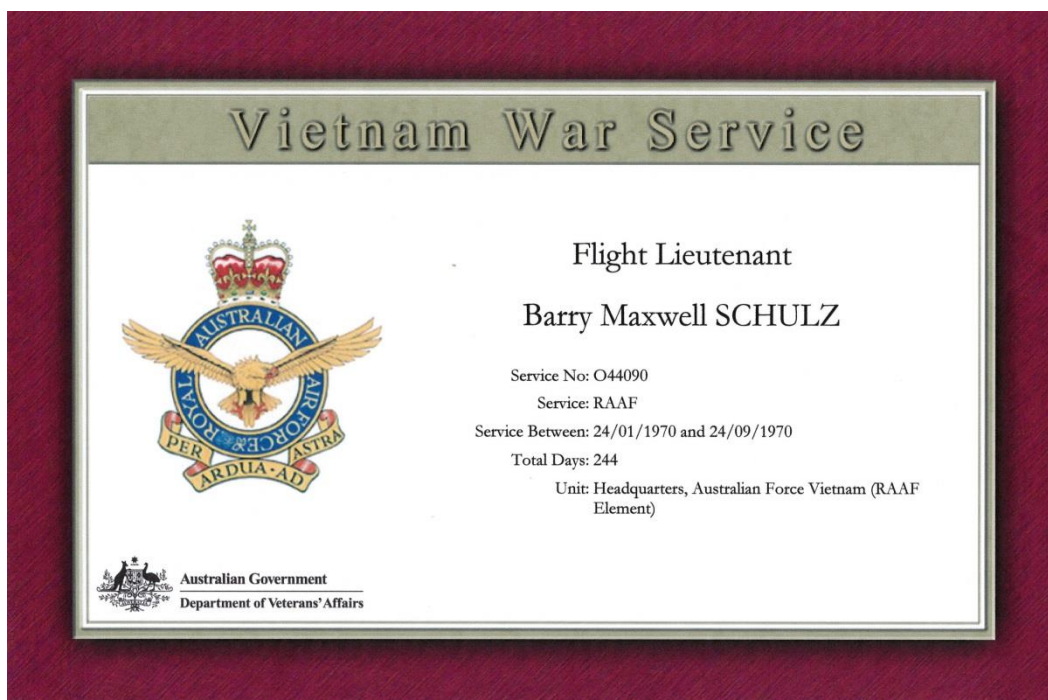 Vietnam War Service
Flight Lieutenant
Barry Maxwell SCHULZ
Service No: O44090
Service: RAAF
Service Between: 24/01/1970 and 24/09/1970
Total Days: 244
Unit: Headquarters, Australian Force Vietnam (RAAF
Element)
ROYAL AUSTRALIAN AIR FORCE
PER ARDUA·AD ASTRA
Australian Government
Department of Veterans' Affairs